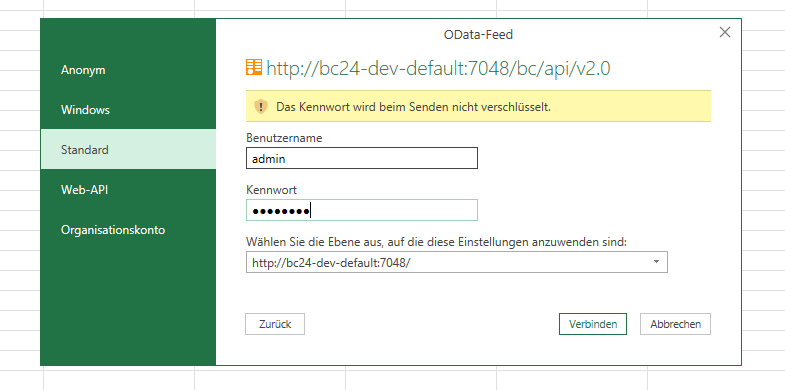 OData-Feed
Anonym
Windows
Standard
Web-API
Organisationskonto
http://bc24-dev-default:7048/bc/api/v2.0
Das Kennwort wird beim Senden nicht verschlüsselt.
Benutzername
admin
Kennwort
●●●●●●●●
Wählen Sie die Ebene aus, auf die diese Einstellungen anzuwenden sind:
http://bc24-dev-default:7048/
Zurück
Verbinden
Abbrechen